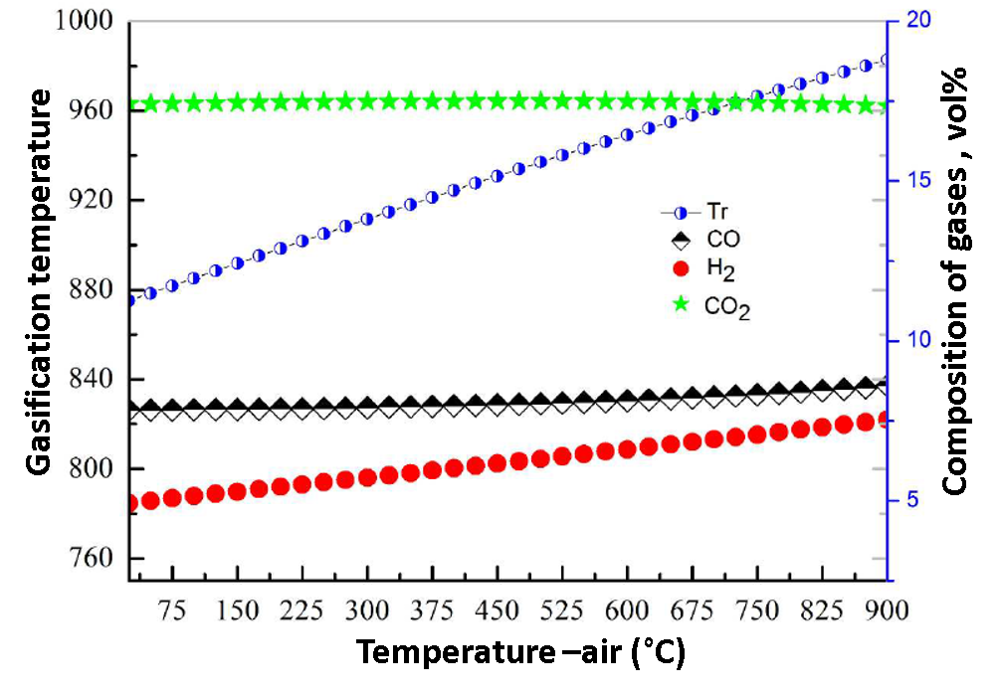 1000
960
920
880
840
800
760
Gasification temperature
20
15
10
5
Composition of gases , vol%
Tr
CO
H2
CO2
75 150 225 300 375 450 525 600 675 750 825 900
Temperature –air (˚C)